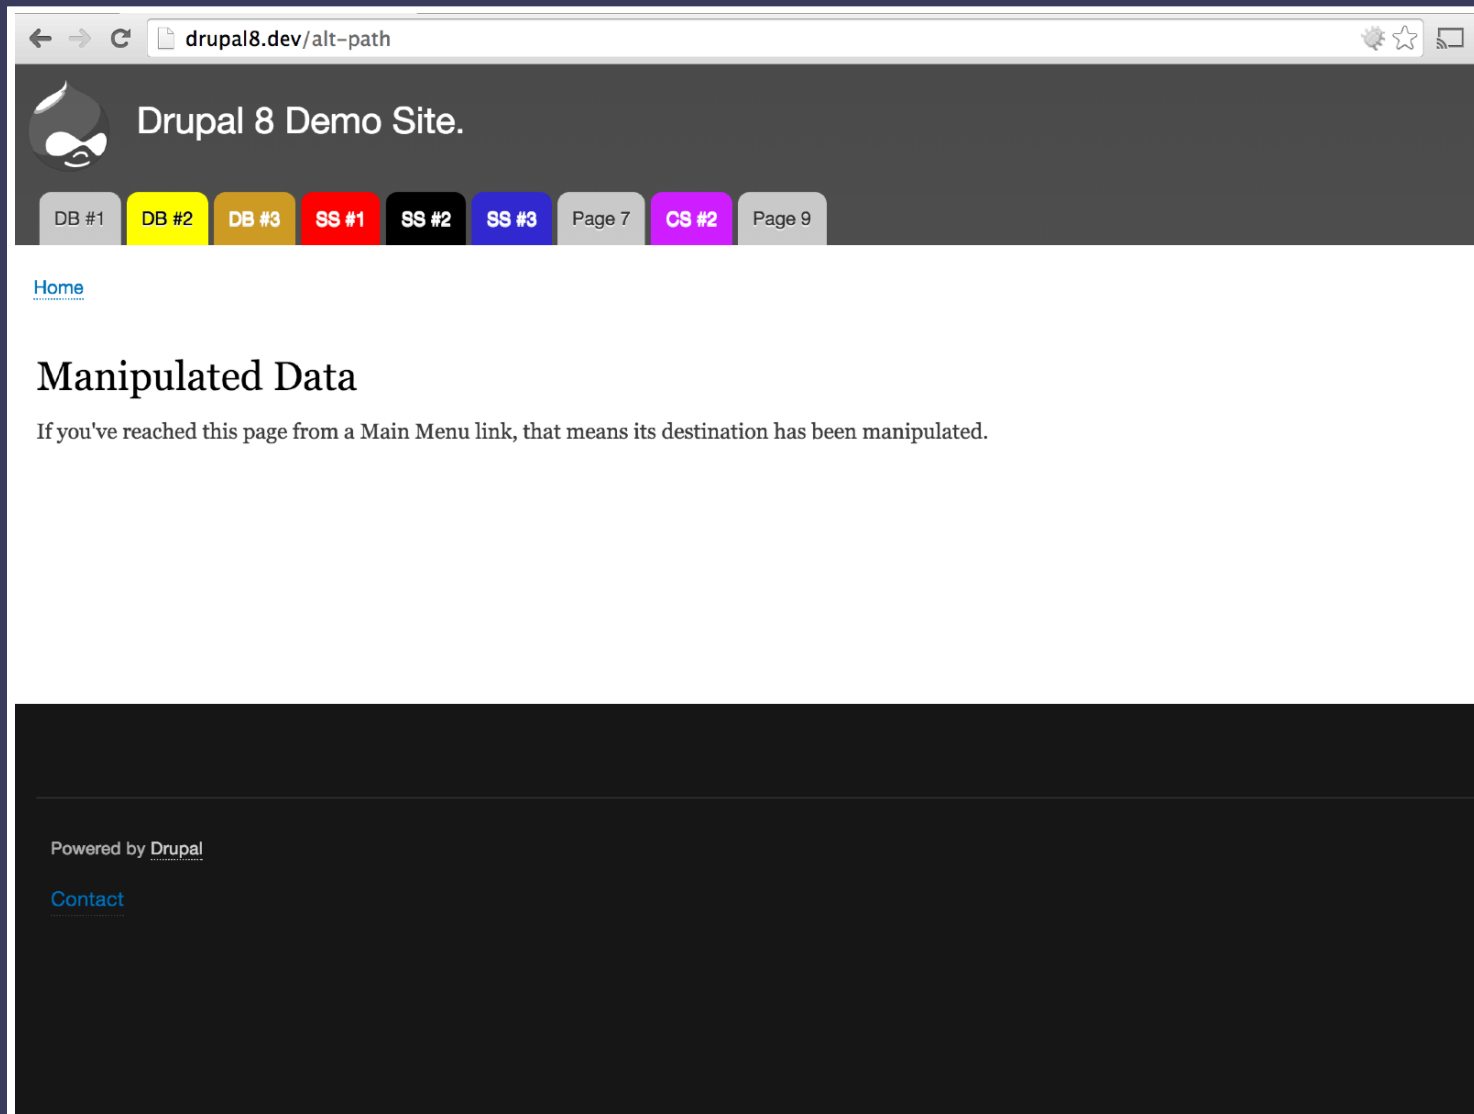 drupal8.dev/alt-path
Drupal 8 Demo Site.
DB #1 DB #2 DB #3 SS #1 SS #2 SS #3 Page 7 CS #2 Page 9
Home
Manipulated Data
If you've reached this page from a Main Menu link, that means its destination has been manipulated.
Powered by Drupal
Contact